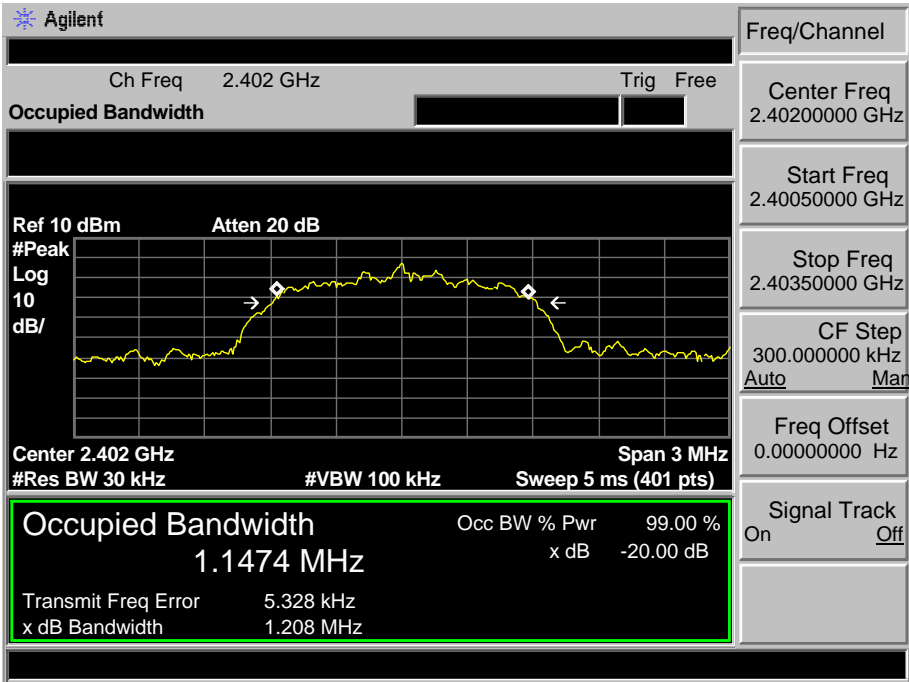 Agilent
Ch Freq 2.402 GHz Trig Free
Occupied Bandwidth
Ref 10 dBm Atten 20 dB
#Peak
Log
10
dB/
Center 2.402 GHz Span 3 MHz
#Res BW 30 kHz #VBW 100 kHz Sweep 5 ms (401 pts)
Occupied Bandwidth Occ BW % Pwr 99.00 %
1.1474 MHz x dB -20.00 dB
Transmit Freq Error 5.328 kHz
x dB Bandwidth 1.208 MHz
Freq/Channel
Center Freq
2.40200000 GHz
Start Freq
2.40050000 GHz
Stop Freq
2.40350000 GHz
CF Step
300.000000 kHz
Auto Man
Freq Offset
0.00000000 Hz
Signal Track
On Off